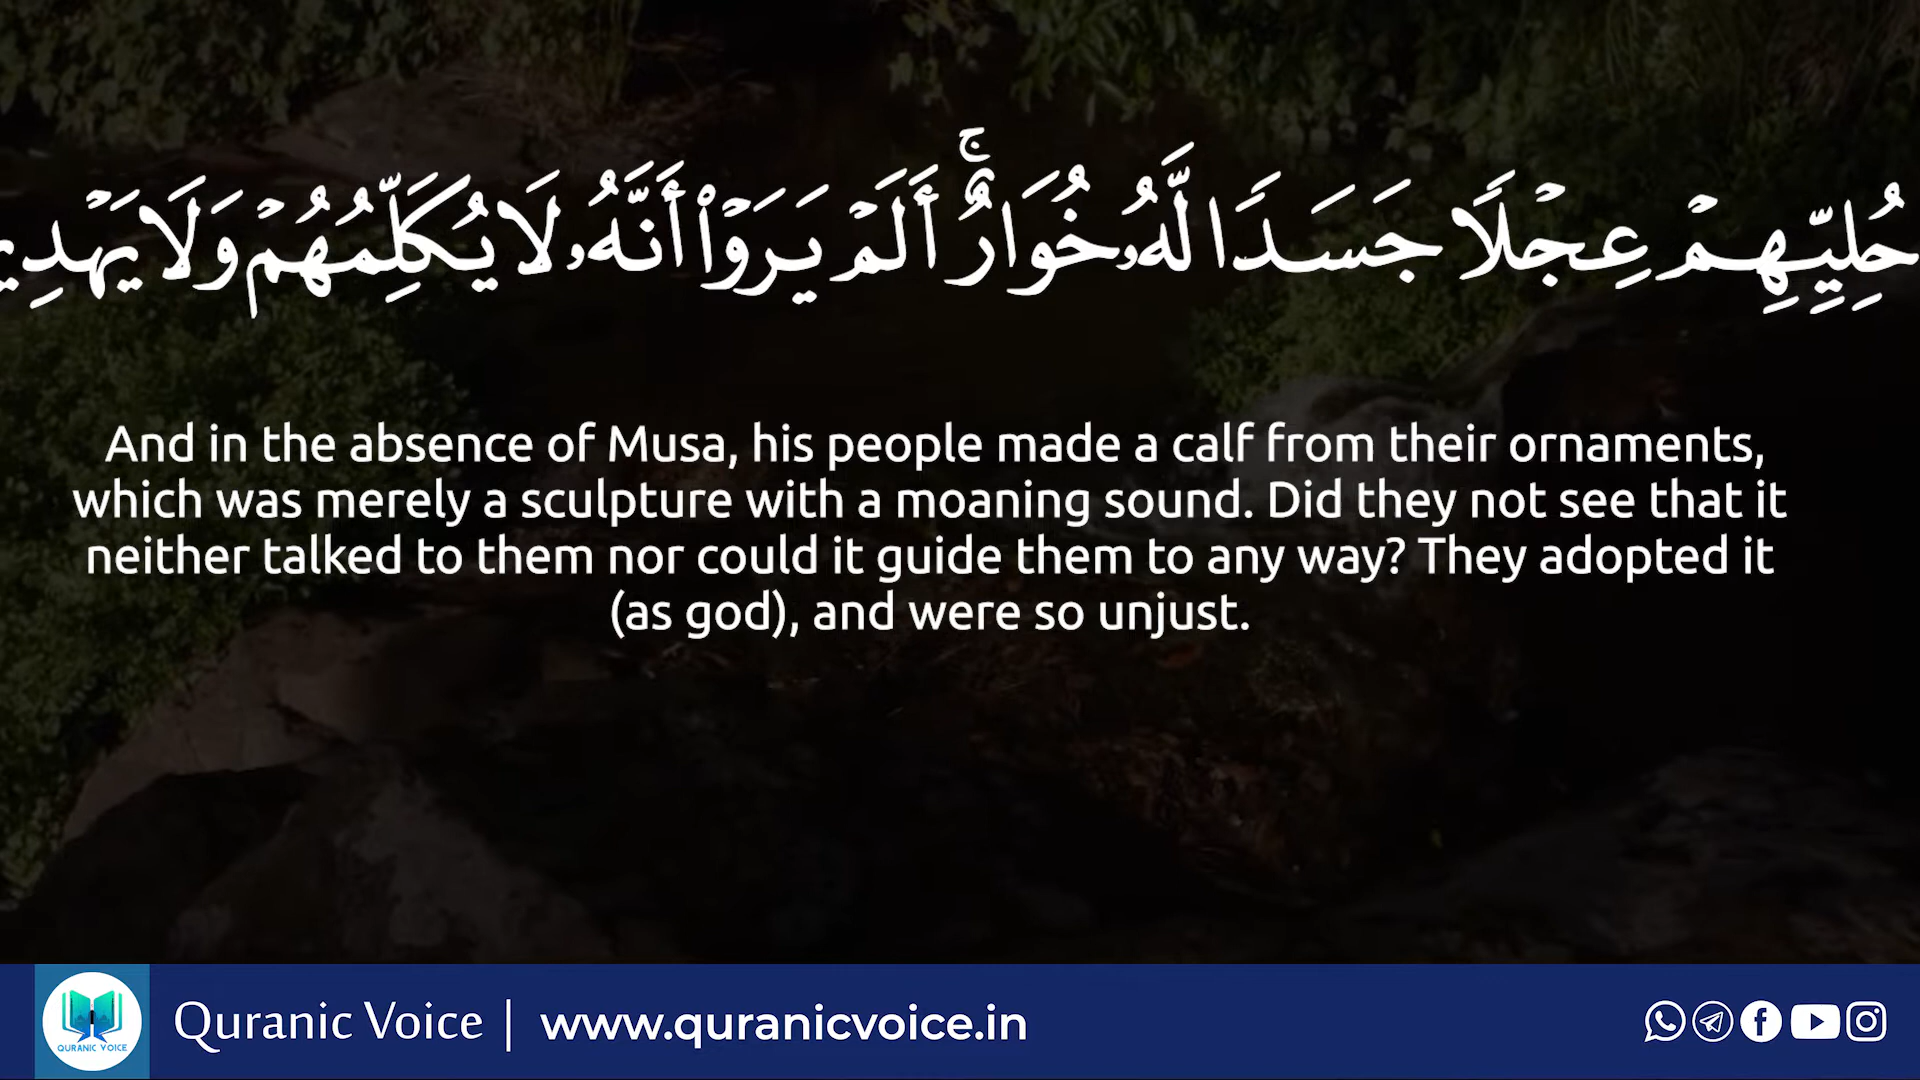 حُلِيِّهِمۡ عِجۡلٗا جَسَدٗا لَّهُۥ خُوَارٌۚ أَلَمۡ يَرَوۡاْ أَنَّهُۥ لَا يُكَلِّمُهُمۡ وَلَا
And in the absence of Musa, his people made a calf from their ornaments,
which was merely a sculpture with a moaning sound. Did they not see that it
neither talked to them nor could it guide them to any way? They adopted it
(as god), and were so unjust.
QURANIC VOICE
Quranic Voice | www.quranicvoice.in